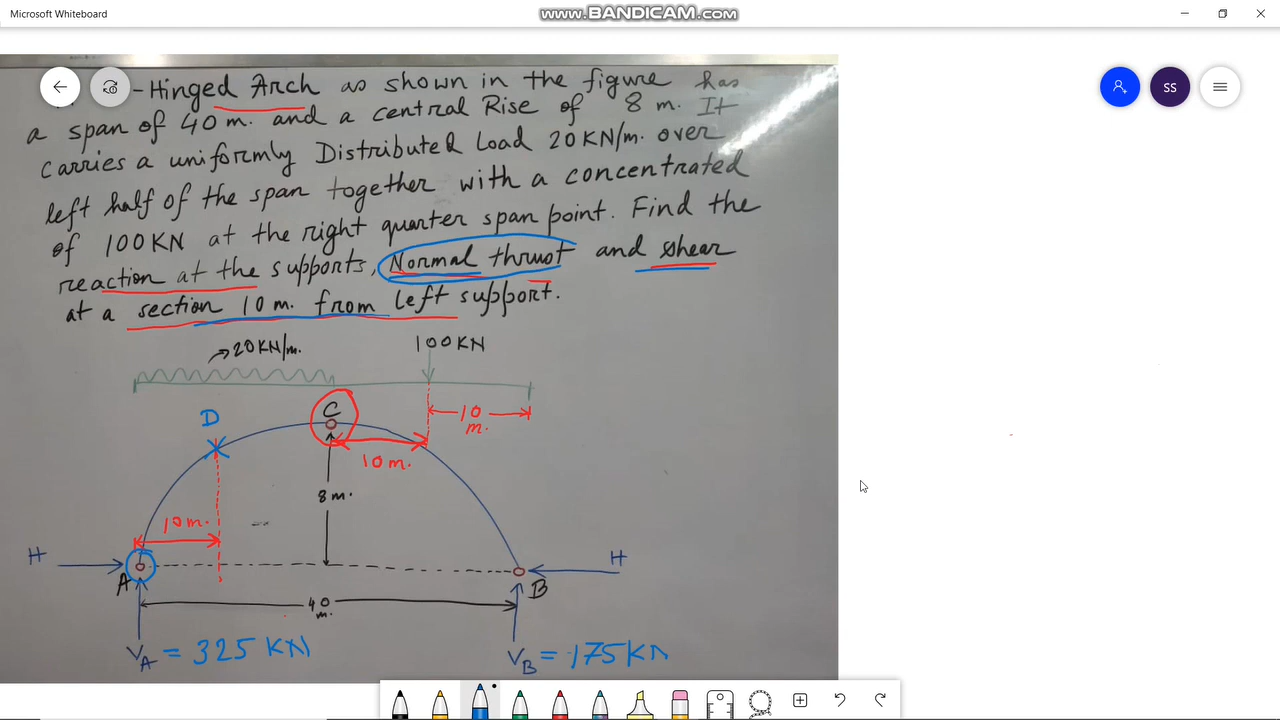 Microsoft Whiteboard
www.BANDICAM.com
SS
-Hinged Arch as shown in the figure has
a span of 40 m. and a central Rise of 8 m. It
carries a uniformly Distributed Load 20 KN/m. over
left half of the span together with a concentrated
of 100 KN at the right quarter span point. Find the
reaction at the supports, Normal thrust and shear
at a section 10 m. from left support.
20 KN/m.
100 KN
D
C
10
m.
10 m.
8 m.
10 m.
H
H
A
B
40
m.
VA = 325 KN
VB = 175 KN